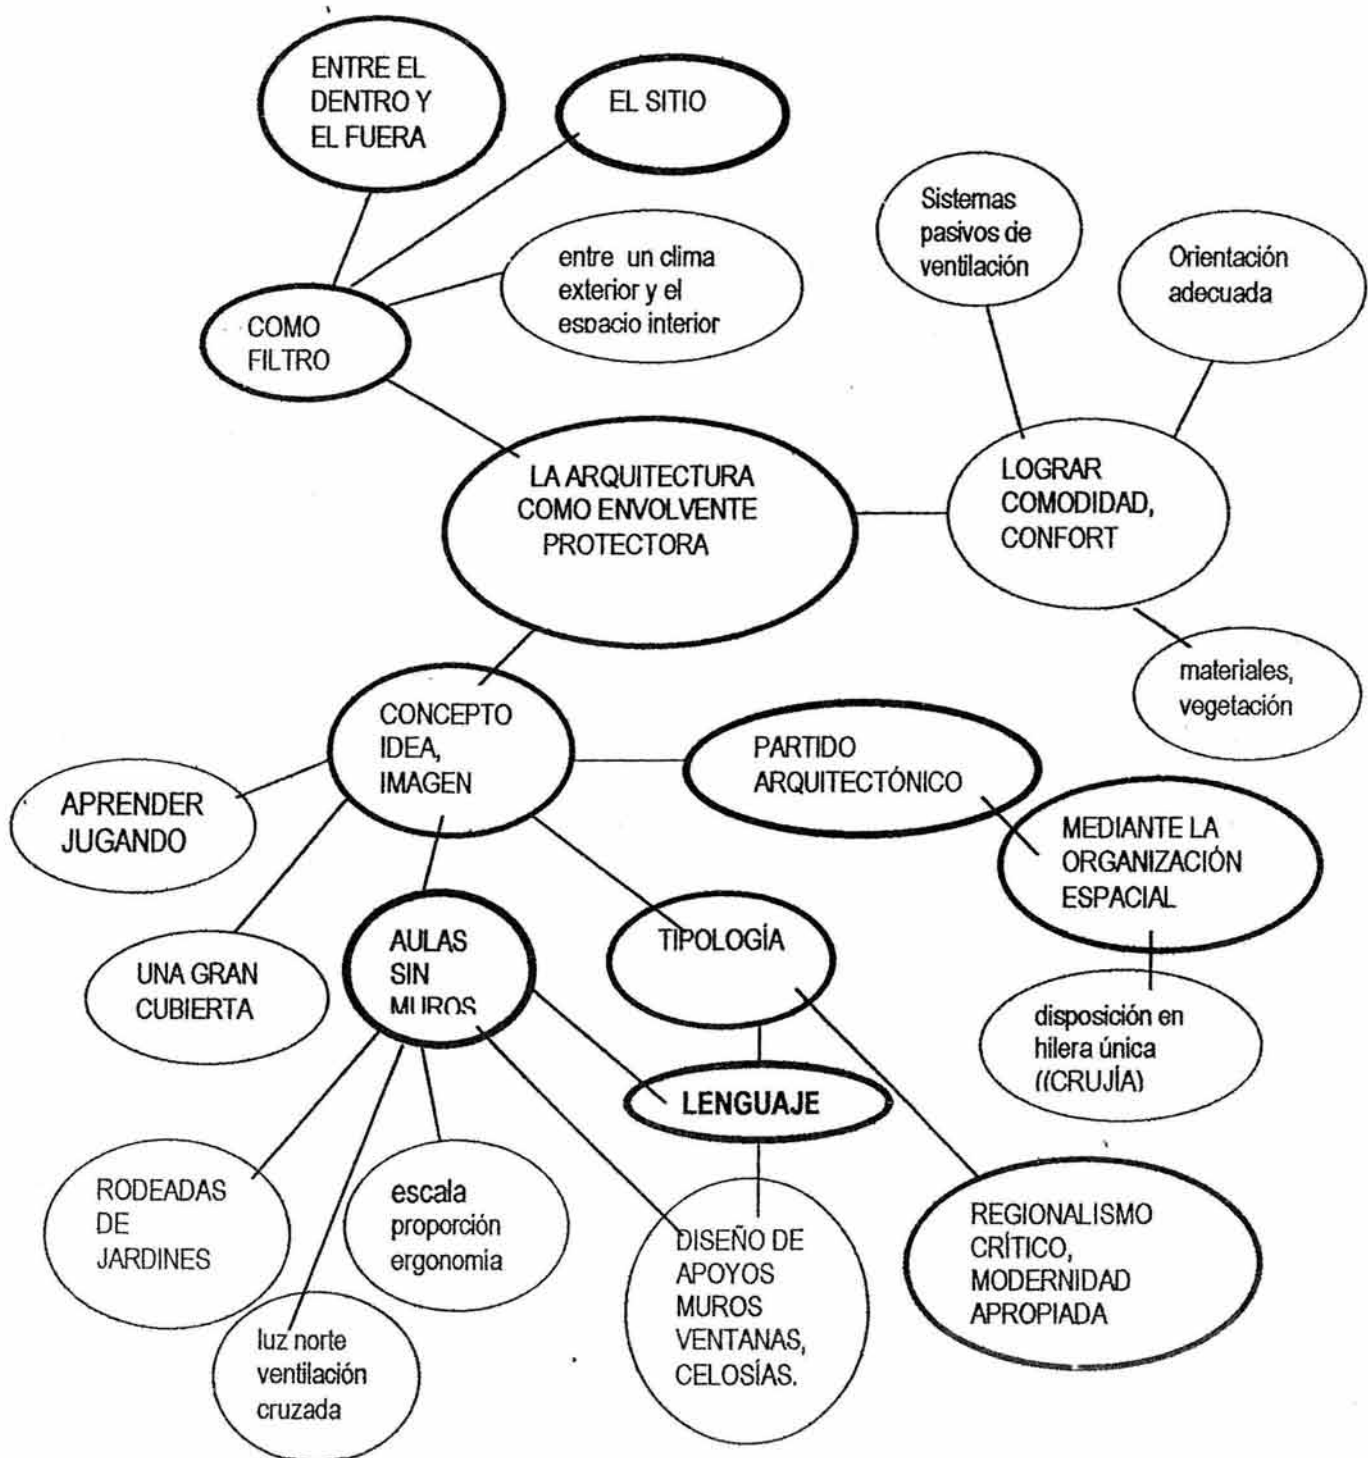 ENTRE EL
DENTRO Y
EL FUERA
EL SITIO
Sistemas
pasivos de
ventilación
entre un clima
exterior y el
espacio interior
Orientación
adecuada
COMO
FILTRO
LA ARQUITECTURA
COMO ENVOLVENTE
PROTECTORA
LOGRAR
COMODIDAD,
CONFORT
materiales,
vegetación
CONCEPTO
IDEA,
IMAGEN
PARTIDO
ARQUITECTÓNICO
APRENDER
JUGANDO
MEDIANTE LA
ORGANIZACIÓN
ESPACIAL
AULAS
SIN
MUROS
TIPOLOGÍA
UNA GRAN
CUBIERTA
disposición en
hilera única
((CRUJÍA)
LENGUAJE
RODEADAS
DE
JARDINES
escala
proporción
ergonomia
DISEÑO DE
APOYOS
MUROS
VENTANAS,
CELOSÍAS.
REGIONALISMO
CRÍTICO,
MODERNIDAD
APROPIADA
luz norte
ventilación
cruzada